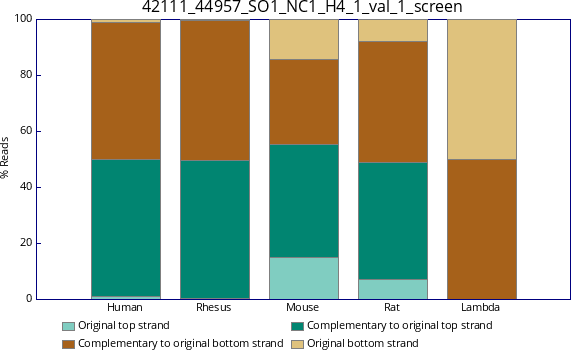 42111_44957_SO1_NC1_H4_1_val_1_screen
100
80
60
40
20
0
% Reads
Human Rhesus Mouse Rat Lambda
Original top strand Complementary to original top strand
Complementary to original bottom strand Original bottom strand